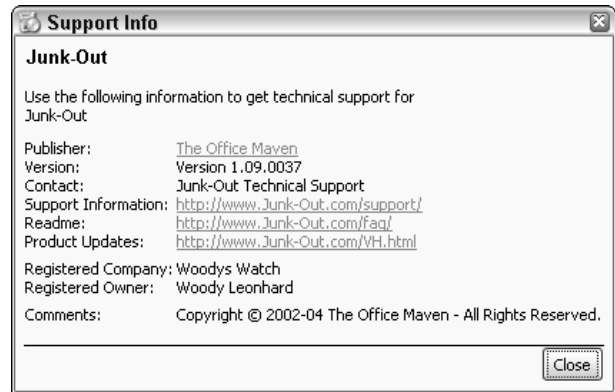 Support Info
Junk-Out
Use the following information to get technical support for
Junk-Out
Publisher: The Office Maven
Version: Version 1.09.0037
Contact: Junk-Out Technical Support
Support Information: http://www.Junk-Out.com/support/
Readme: http://www.Junk-Out.com/faq/
Product Updates: http://www.Junk-Out.com/VH.html
Registered Company: Woodys Watch
Registered Owner: Woody Leonhard
Comments: Copyright © 2002-04 The Office Maven - All Rights Reserved.
Close